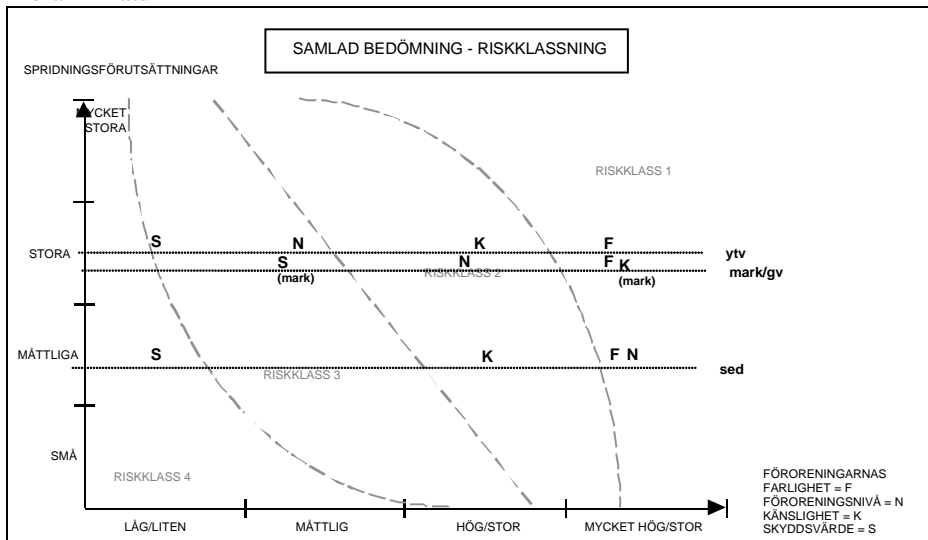 SAMLAD BEDÖMNING - RISKKLASSNING
SPRIDNINGSFÖRUTSÄTTNINGAR
MYCKET
STORA
RISKKLASS 1
S N K F
STORA
ytv
S N F K
(mark) RISKKLASS 2 (mark)
mark/gv
MÅTTLIGA
S K F N
RISKKLASS 3
sed
SMÅ
RISKKLASS 4
FÖRORENINGARNAS
FARLIGHET = F
FÖRORENINGSNIVÅ = N
KÄNSLIGHET = K
SKYDDSVÄRDE = S
LÅG/LITEN MÅTTLIG HÖG/STOR MYCKET HÖG/STOR